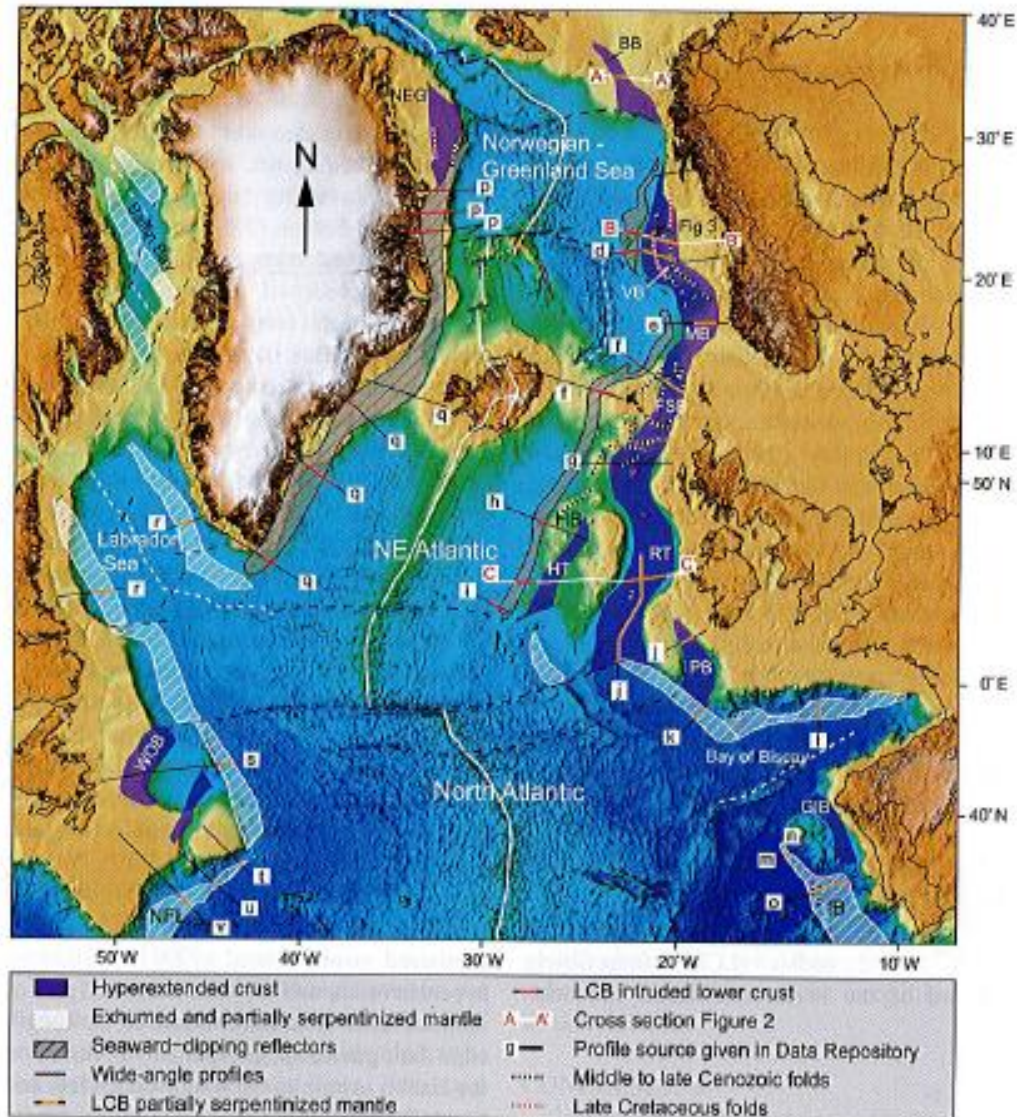 40˚ E
BB
A
A'
NEG
30˚ E
N
Norwegian -
Greenland Sea
P
P
P
Baffin Bay
B
Fig 3
B'
d
20˚ E
VB
e
MB
f
f
FSB
q
q
10˚ E
g
50˚N
q
h
HB
r
Labrador
Sea
NE Atlantic
RT
q
HT
C
C'
r
i
PB
0˚ E
j
k
l
Bay of Biscay
WOB
s
North Atlantic
GIB
40˚N
n
m
t
o
IB
u
NFL
v
50˚W
40˚W
30˚W
20˚W
10˚W
Hyperextended crust
LCB intruded lower crust
Exhumed and partially serpentinized mantle
A A' Cross section Figure 2
Seaward-dipping reflectors
g Profile source given in Data Repository
Wide-angle profiles
Middle to late Cenozoic folds
LCB partially serpentinized mantle
Late Cretaceous folds